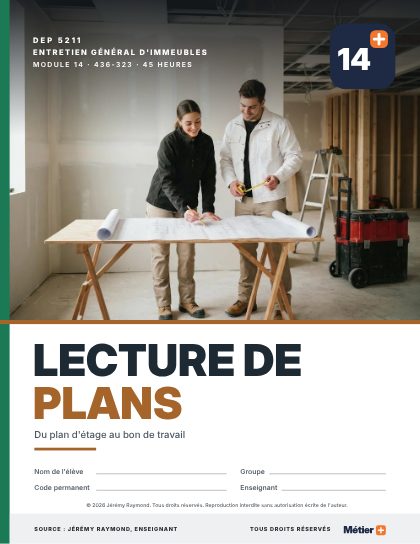 DEP 5211
ENTRETIEN GÉNÉRAL D'IMMEUBLES
MODULE 14 · 436-323 · 45 HEURES
14
LECTURE DE
PLANS
Du plan d'étage au bon de travail
Nom de l'élève
Groupe
Code permanent
Enseignant
© 2026 Jérémy Raymond. Tous droits réservés. Reproduction interdite sans autorisation écrite de l'auteur.
SOURCE : JÉRÉMY RAYMOND, ENSEIGNANT
TOUS DROITS RÉSERVÉS
Métier+